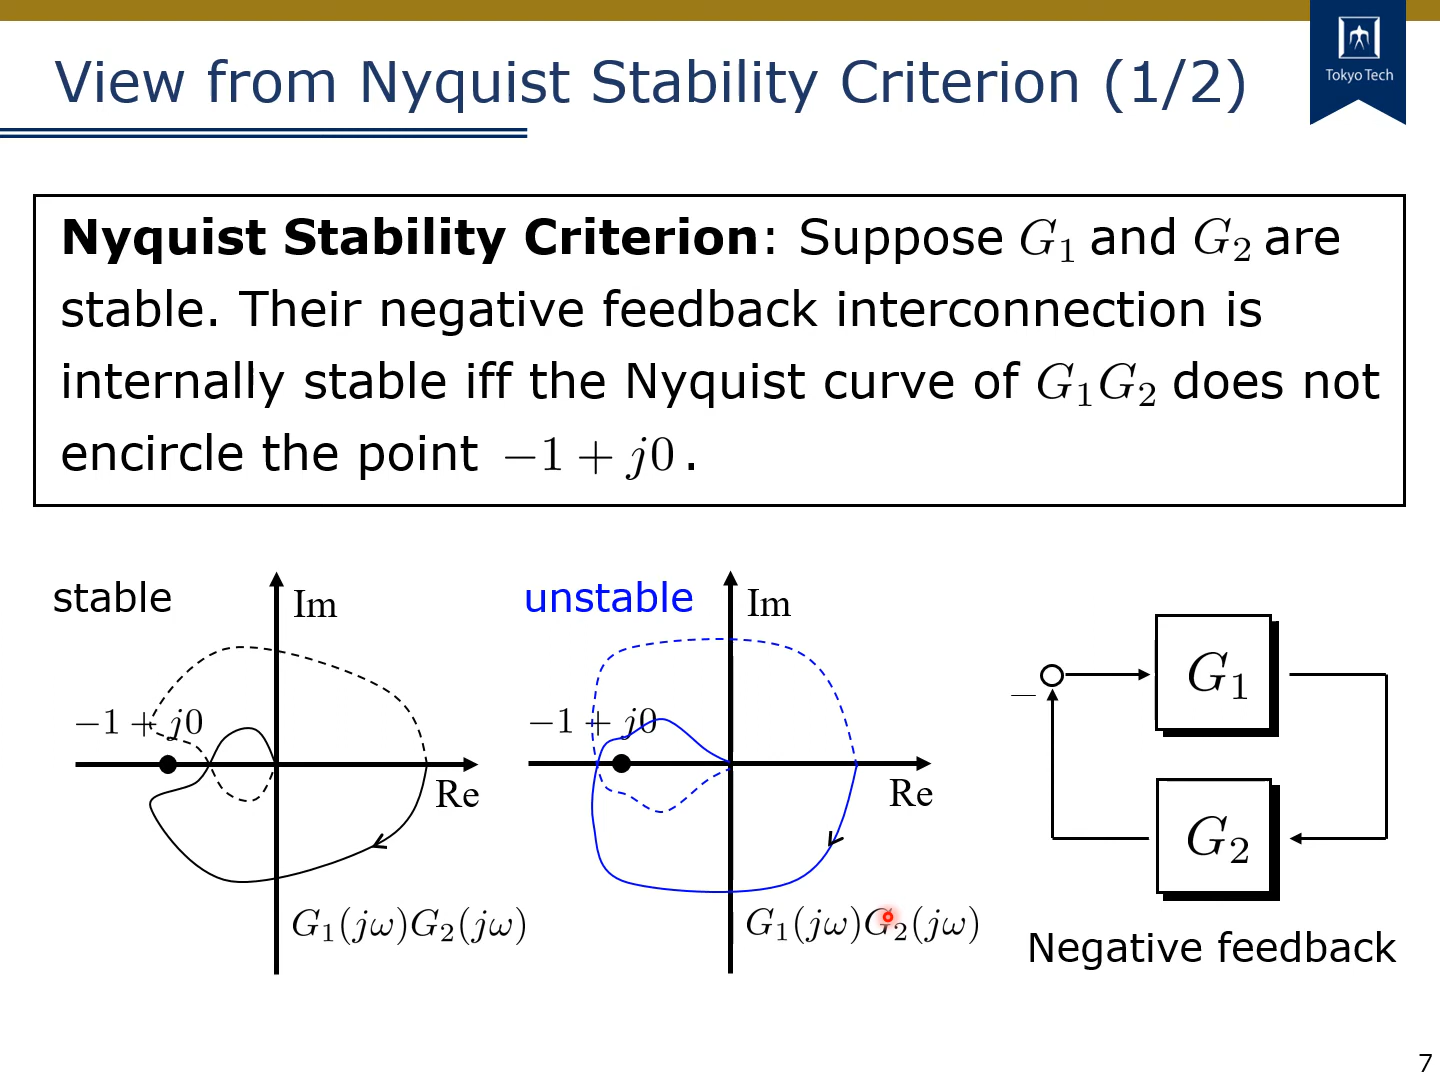 View from Nyquist Stability Criterion (1/2)
Tokyo Tech
Nyquist Stability Criterion: Suppose G₁ and G₂ are
stable. Their negative feedback interconnection is
internally stable iff the Nyquist curve of G₁G₂ does not
encircle the point −1 + j0 .
stable
Im
−1 + j0
Re
G₁(jω)G₂(jω)
unstable
Im
−1 + j0
Re
G₁(jω)G₂(jω)
G₁
−
G₂
Negative feedback
7